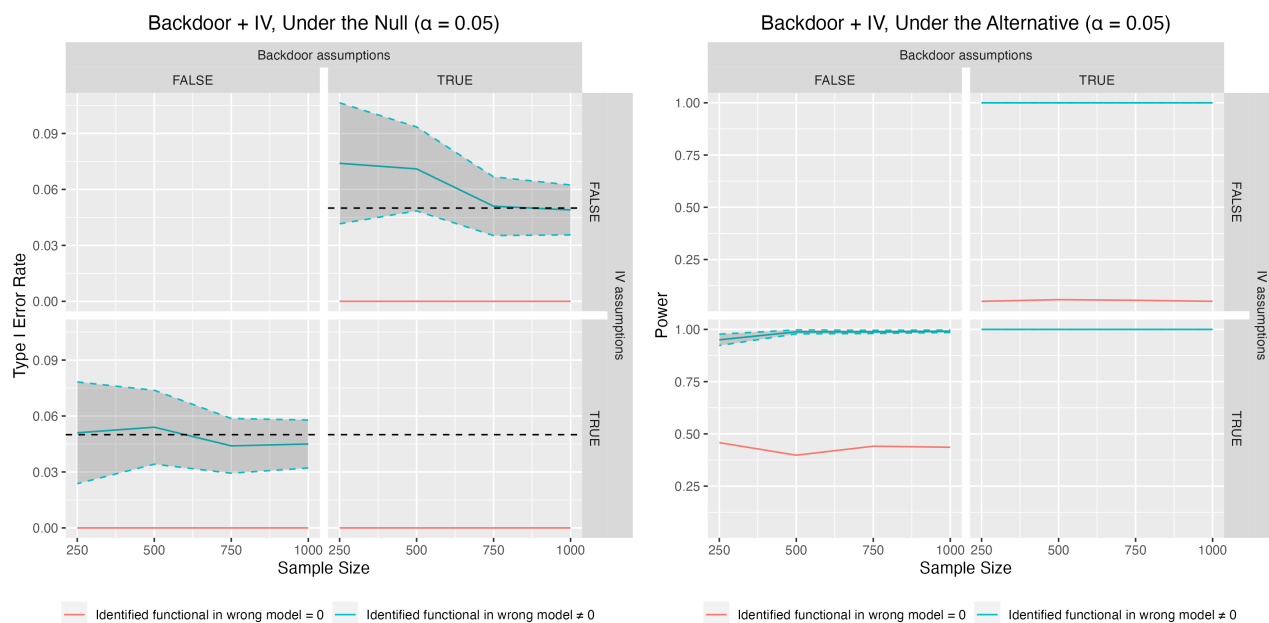 Backdoor + IV, Under the Null (α = 0.05)
Backdoor assumptions
FALSE
TRUE
0.09
0.06
0.03
0.00
FALSE
0.09
0.06
0.03
0.00
TRUE
IV assumptions
Type I Error Rate
250
500
750
1000
250
500
750
1000
Sample Size
Identified functional in wrong model = 0
Identified functional in wrong model ≠ 0
Backdoor + IV, Under the Alternative (α = 0.05)
Backdoor assumptions
FALSE
TRUE
1.00
0.75
0.50
0.25
FALSE
1.00
0.75
0.50
0.25
TRUE
IV assumptions
Power
250
500
750
1000
250
500
750
1000
Sample Size
Identified functional in wrong model = 0
Identified functional in wrong model ≠ 0